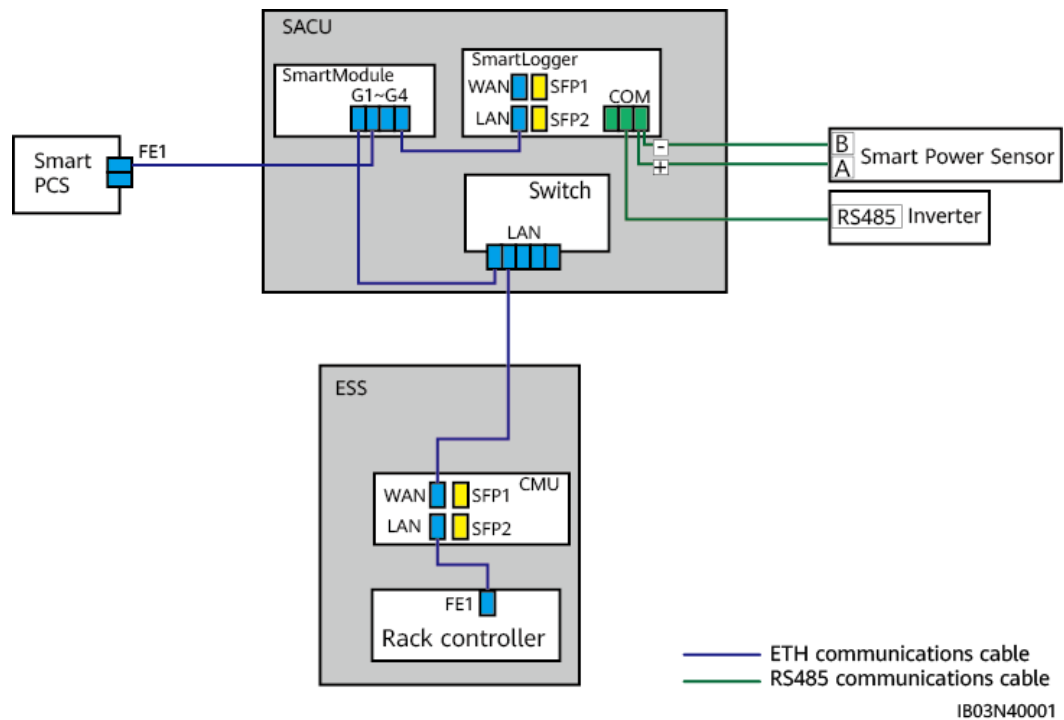 SACU
SmartModule
G1~G4
SmartLogger
WAN SFP1
LAN SFP2
COM
Smart
PCS
FE1
-
+
B
A
Smart Power Sensor
RS485 Inverter
Switch
LAN
ESS
CMU
WAN SFP1
LAN SFP2
FE1
Rack controller
ETH communications cable
RS485 communications cable
IB03N40001